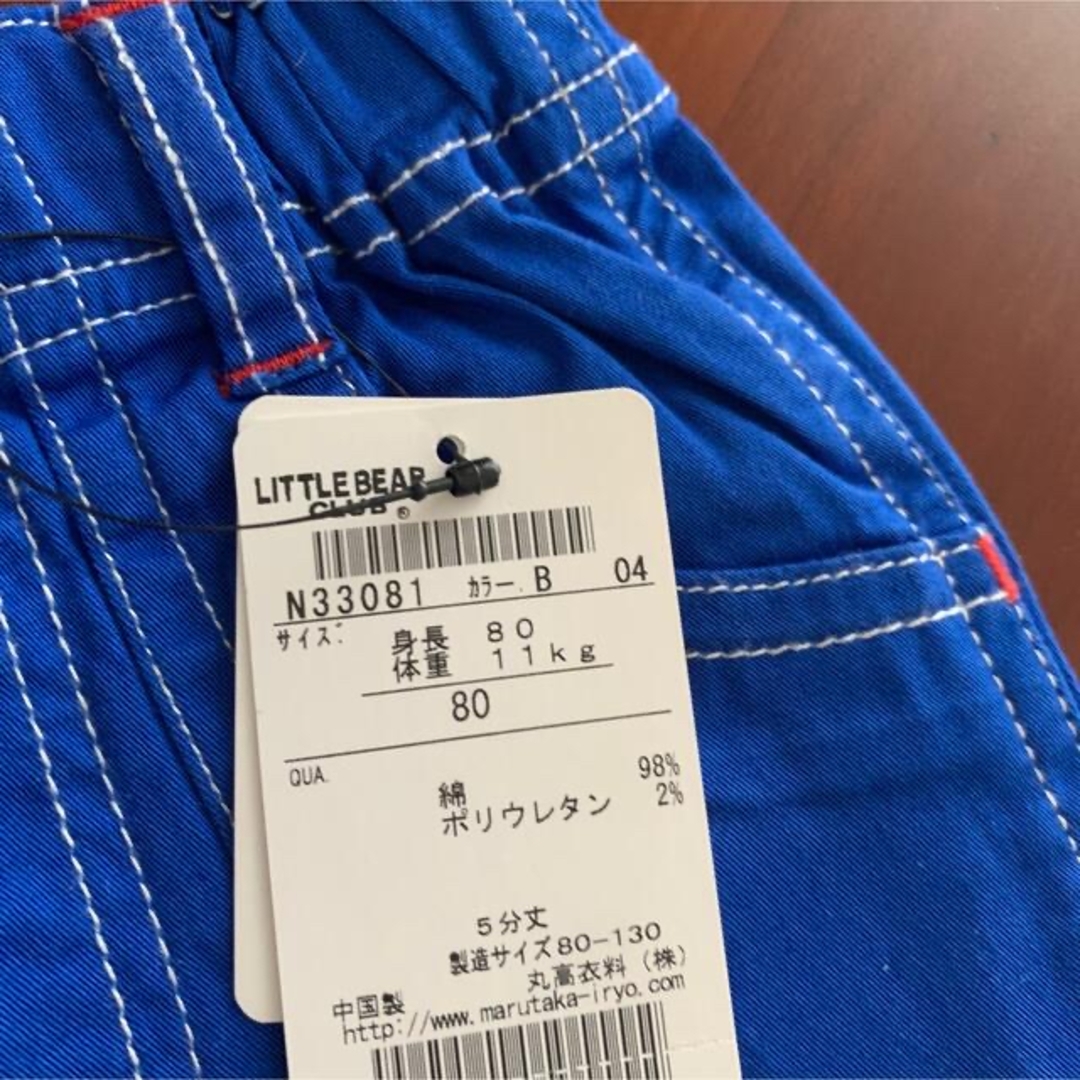 LITTLE BEAR
CLUB ®
N33081 カラー. B 04
サイズ:
身長 80
体重 11kg
80
QUA.
綿 98%
ポリウレタン 2%
5分丈
製造サイズ80-130
丸高衣料(株)
中国製
http://www.marutaka-iryo.com